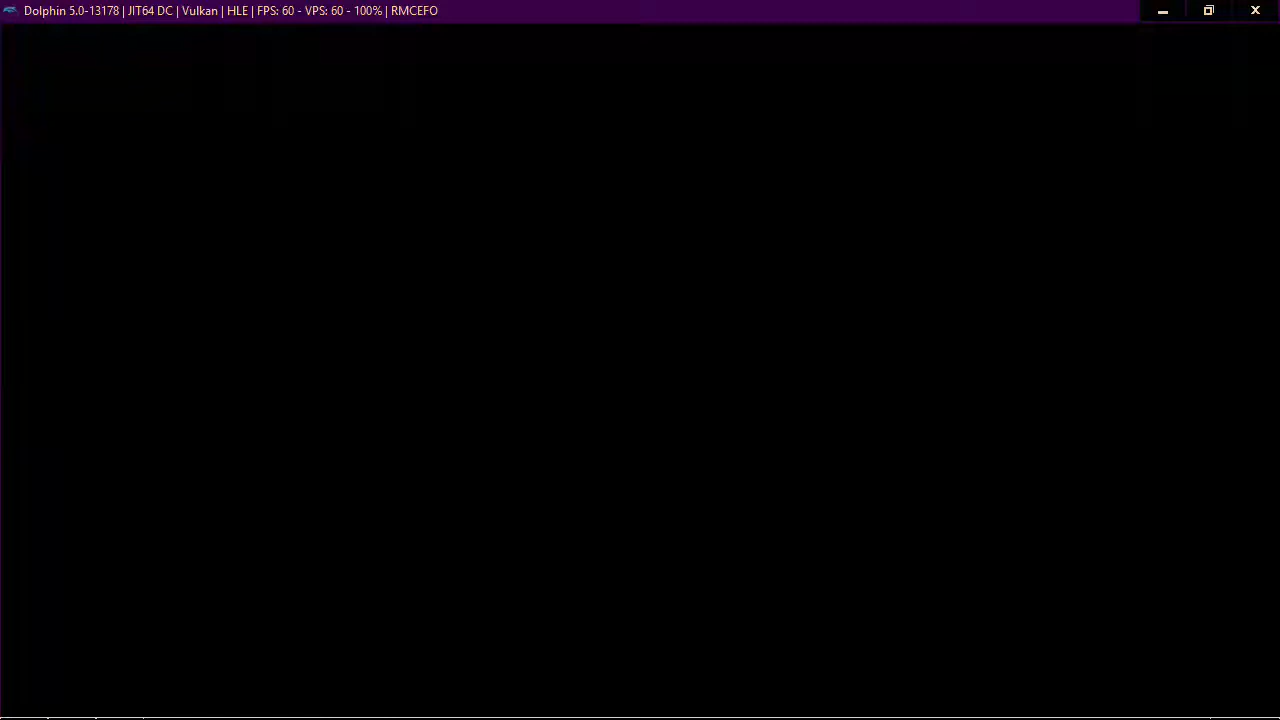 Dolphin 5.0-13178 | JIT64 DC | Vulkan | HLE | FPS: 60 - VPS: 60 - 100% | RMCEFO